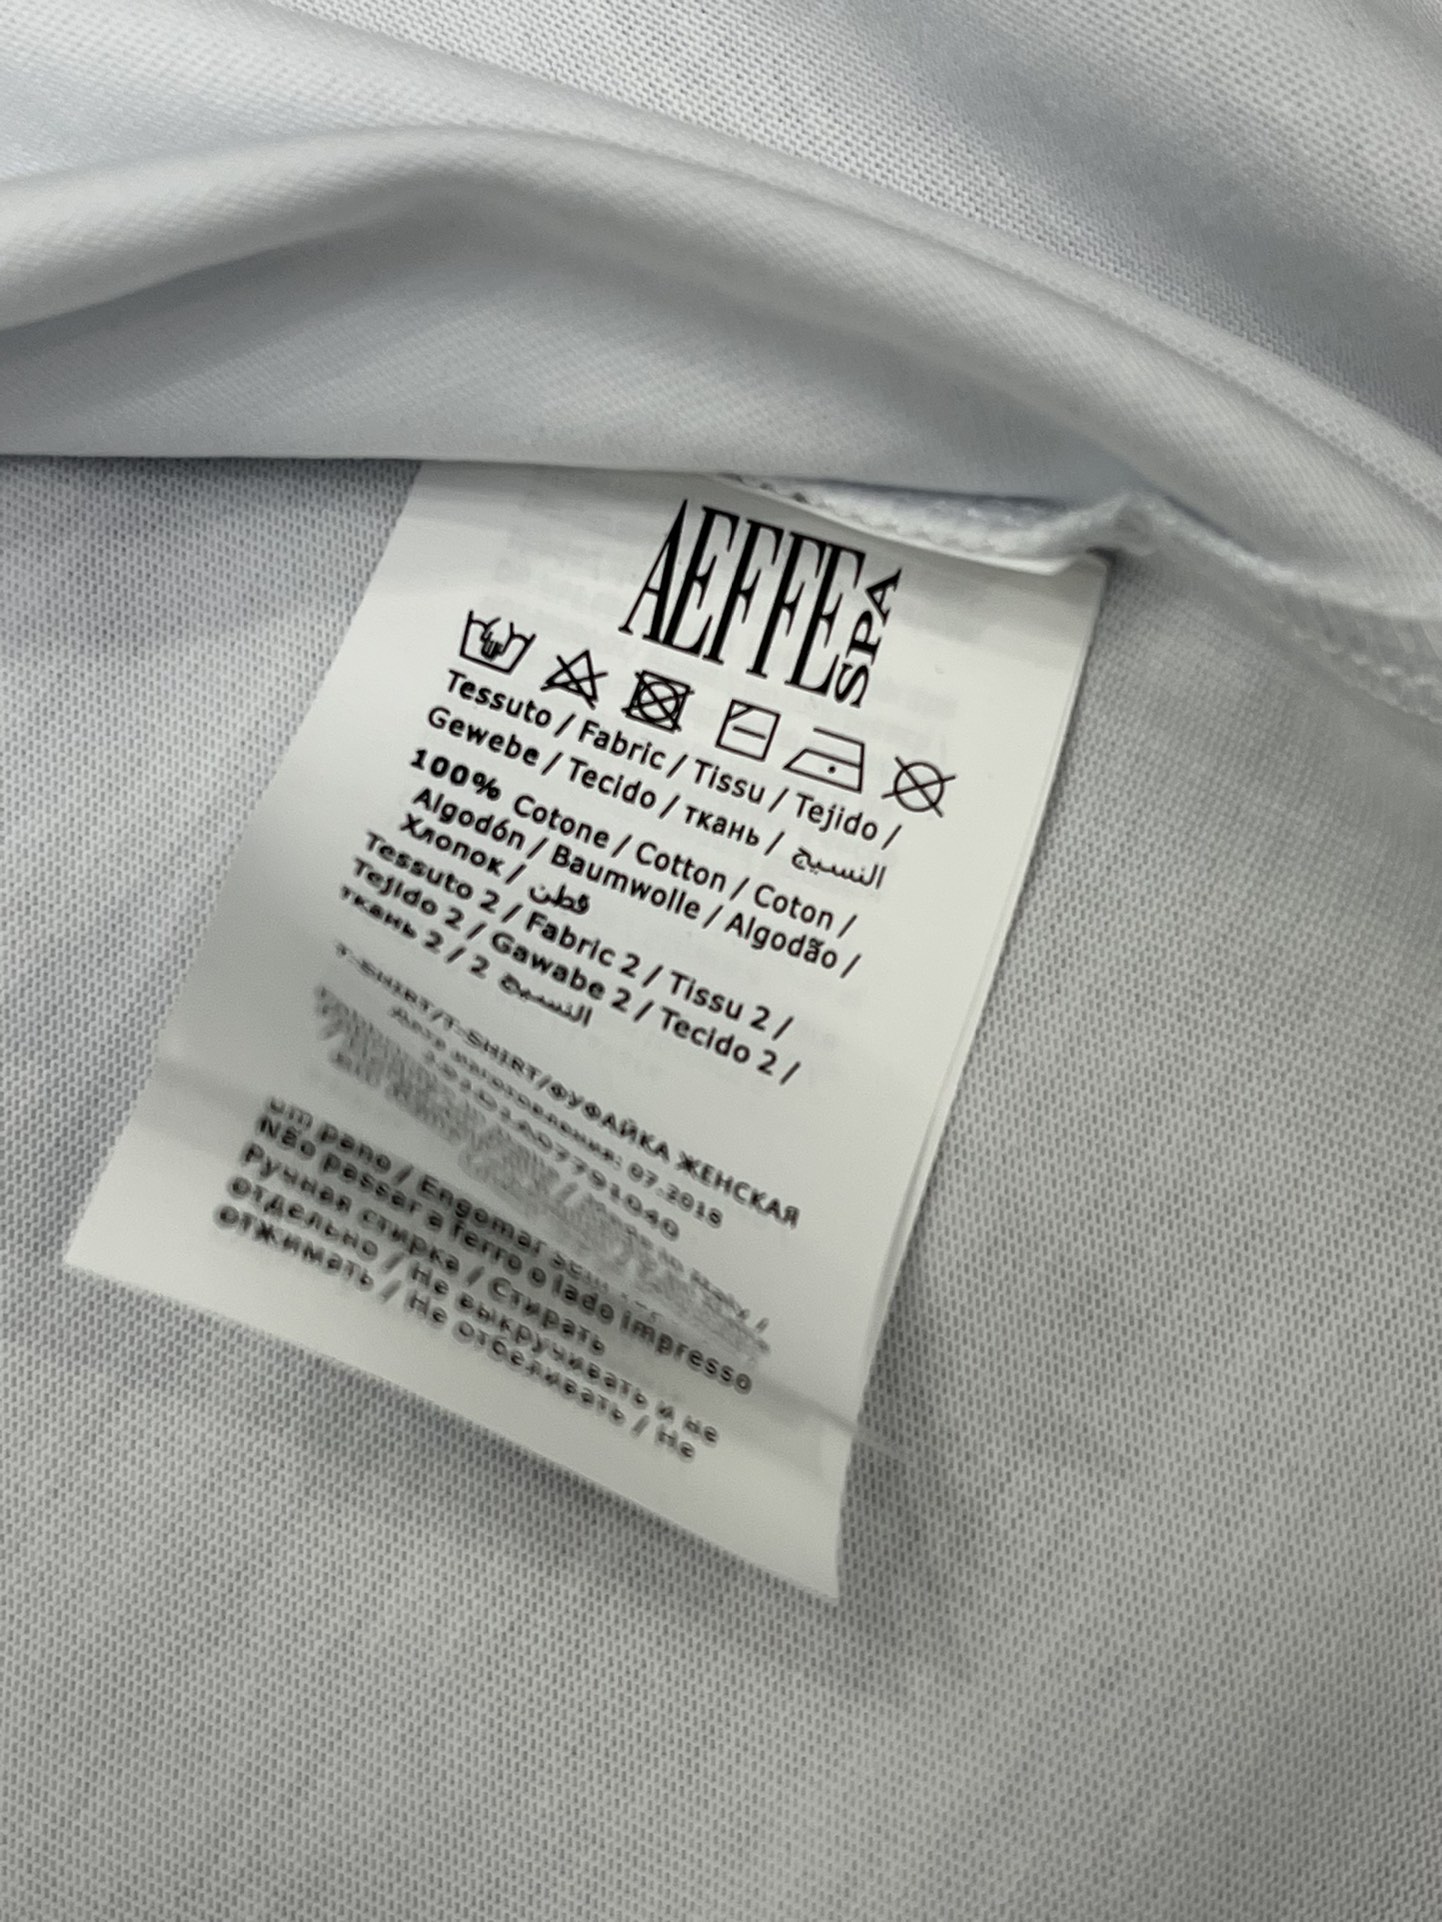 AEFFE SPA
Tessuto / Fabric / Tissu / Tejido /
Gewebe / Tecido / ткань / النسيج
100% Cotone / Cotton / Coton /
Algodón / Baumwolle / Algodão /
Хлопок / قطن
Tessuto 2 / Fabric 2 / Tissu 2 /
Tejido 2 / Gawabe 2 / Tecido 2 /
ткань 2 / 2 النسيج
T-SHIRT/T-SHIRT/ФУФАЙКА ЖЕНСКАЯ
Дата изготовления: 07.2018
um pano / Engomar
Não passar a ferro o lado impresso
Ручная стирка / Стирать
отдельно / Не выкручивать и не
отжимать / Не отбеливать / Не